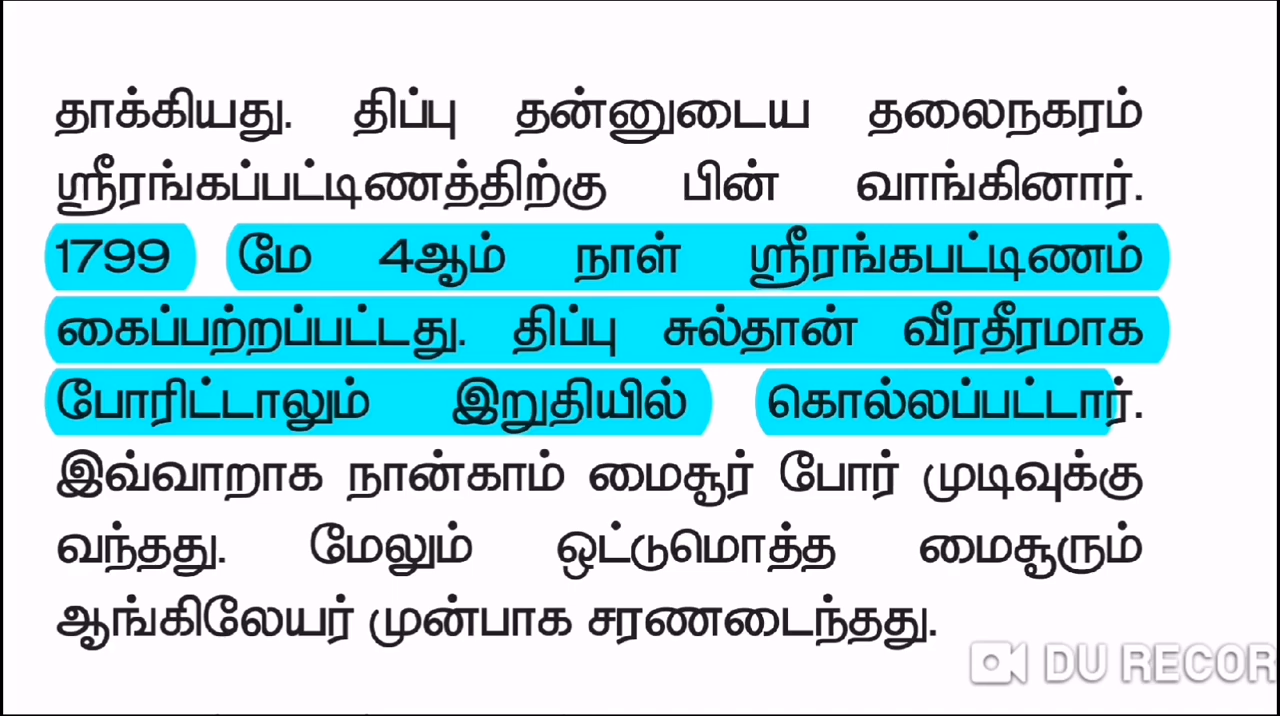 தாக்கியது. திப்பு தன்னுடைய தலைநகரம்
ஸ்ரீரங்கப்பட்டிணத்திற்கு பின் வாங்கினார்.
1799 மே 4ஆம் நாள் ஸ்ரீரங்கபட்டிணம்
கைப்பற்றப்பட்டது. திப்பு சுல்தான் வீரதீரமாக
போரிட்டாலும் இறுதியில் கொல்லப்பட்டார்.
இவ்வாறாக நான்காம் மைசூர் போர் முடிவுக்கு
வந்தது. மேலும் ஒட்டுமொத்த மைசூரும்
ஆங்கிலேயர் முன்பாக சரணடைந்தது.
DU RECOR